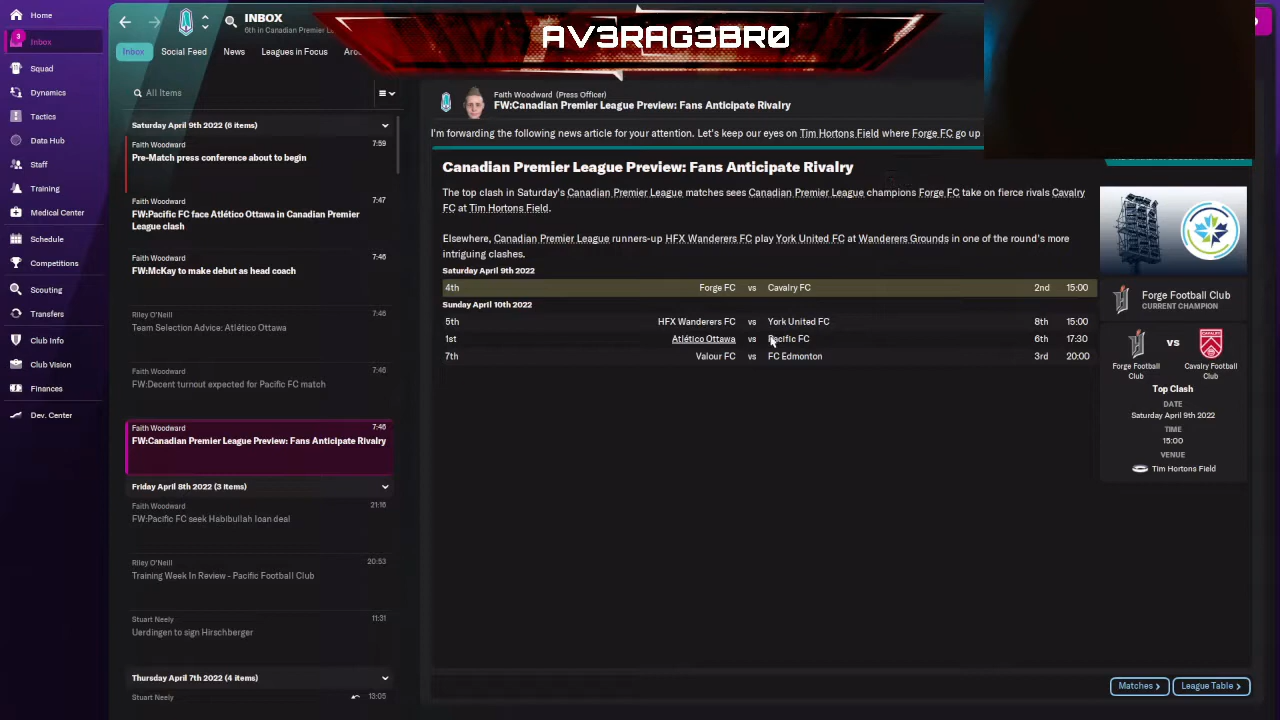 Home
3
Inbox
Squad
Dynamics
Tactics
Data Hub
Staff
Training
Medical Center
Schedule
Competitions
Scouting
Transfers
Club Info
Club Vision
Finances
Dev. Center
INBOX
6th in Canadian Premier
AV3RAG3BR0
Inbox
Social Feed
News
Leagues in Focus
All Items
Saturday April 9th 2022 (6 items)
Faith Woodward
7:59
Pre-Match press conference about to begin
Faith Woodward
7:47
FW:Pacific FC face Atlético Ottawa in Canadian Premier
League clash
Faith Woodward
7:46
FW:McKay to make debut as head coach
Riley O'Neill
7:46
Team Selection Advice: Atlético Ottawa
Faith Woodward
7:46
FW:Decent turnout expected for Pacific FC match
Faith Woodward
7:46
FW:Canadian Premier League Preview: Fans Anticipate Rivalry
Friday April 8th 2022 (3 items)
Faith Woodward
21:16
FW:Pacific FC seek Habibullah loan deal
Riley O'Neill
20:53
Training Week In Review - Pacific Football Club
Stuart Neely
11:31
Uerdingen to sign Hirschberger
Thursday April 7th 2022 (4 items)
Stuart Neely
13:05
Faith Woodward (Press Officer)
FW:Canadian Premier League Preview: Fans Anticipate Rivalry
I'm forwarding the following news article for your attention. Let's keep our eyes on Tim Hortons Field where Forge FC go up
Canadian Premier League Preview: Fans Anticipate Rivalry
The top clash in Saturday's Canadian Premier League matches sees Canadian Premier League champions Forge FC take on fierce rivals Cavalry
FC at Tim Hortons Field.
Elsewhere, Canadian Premier League runners-up HFX Wanderers FC play York United FC at Wanderers Grounds in one of the round's more
intriguing clashes.
Saturday April 9th 2022
4th Forge FC vs Cavalry FC 2nd 15:00
Sunday April 10th 2022
5th HFX Wanderers FC vs York United FC 8th 15:00
1st Atlético Ottawa vs Pacific FC 6th 17:30
7th Valour FC vs FC Edmonton 3rd 20:00
Forge Football Club
CURRENT CHAMPION
VS
Forge Football
Club
Cavalry Football
Club
Top Clash
DATE
Saturday April 9th 2022
TIME
15:00
VENUE
Tim Hortons Field
Matches
League Table